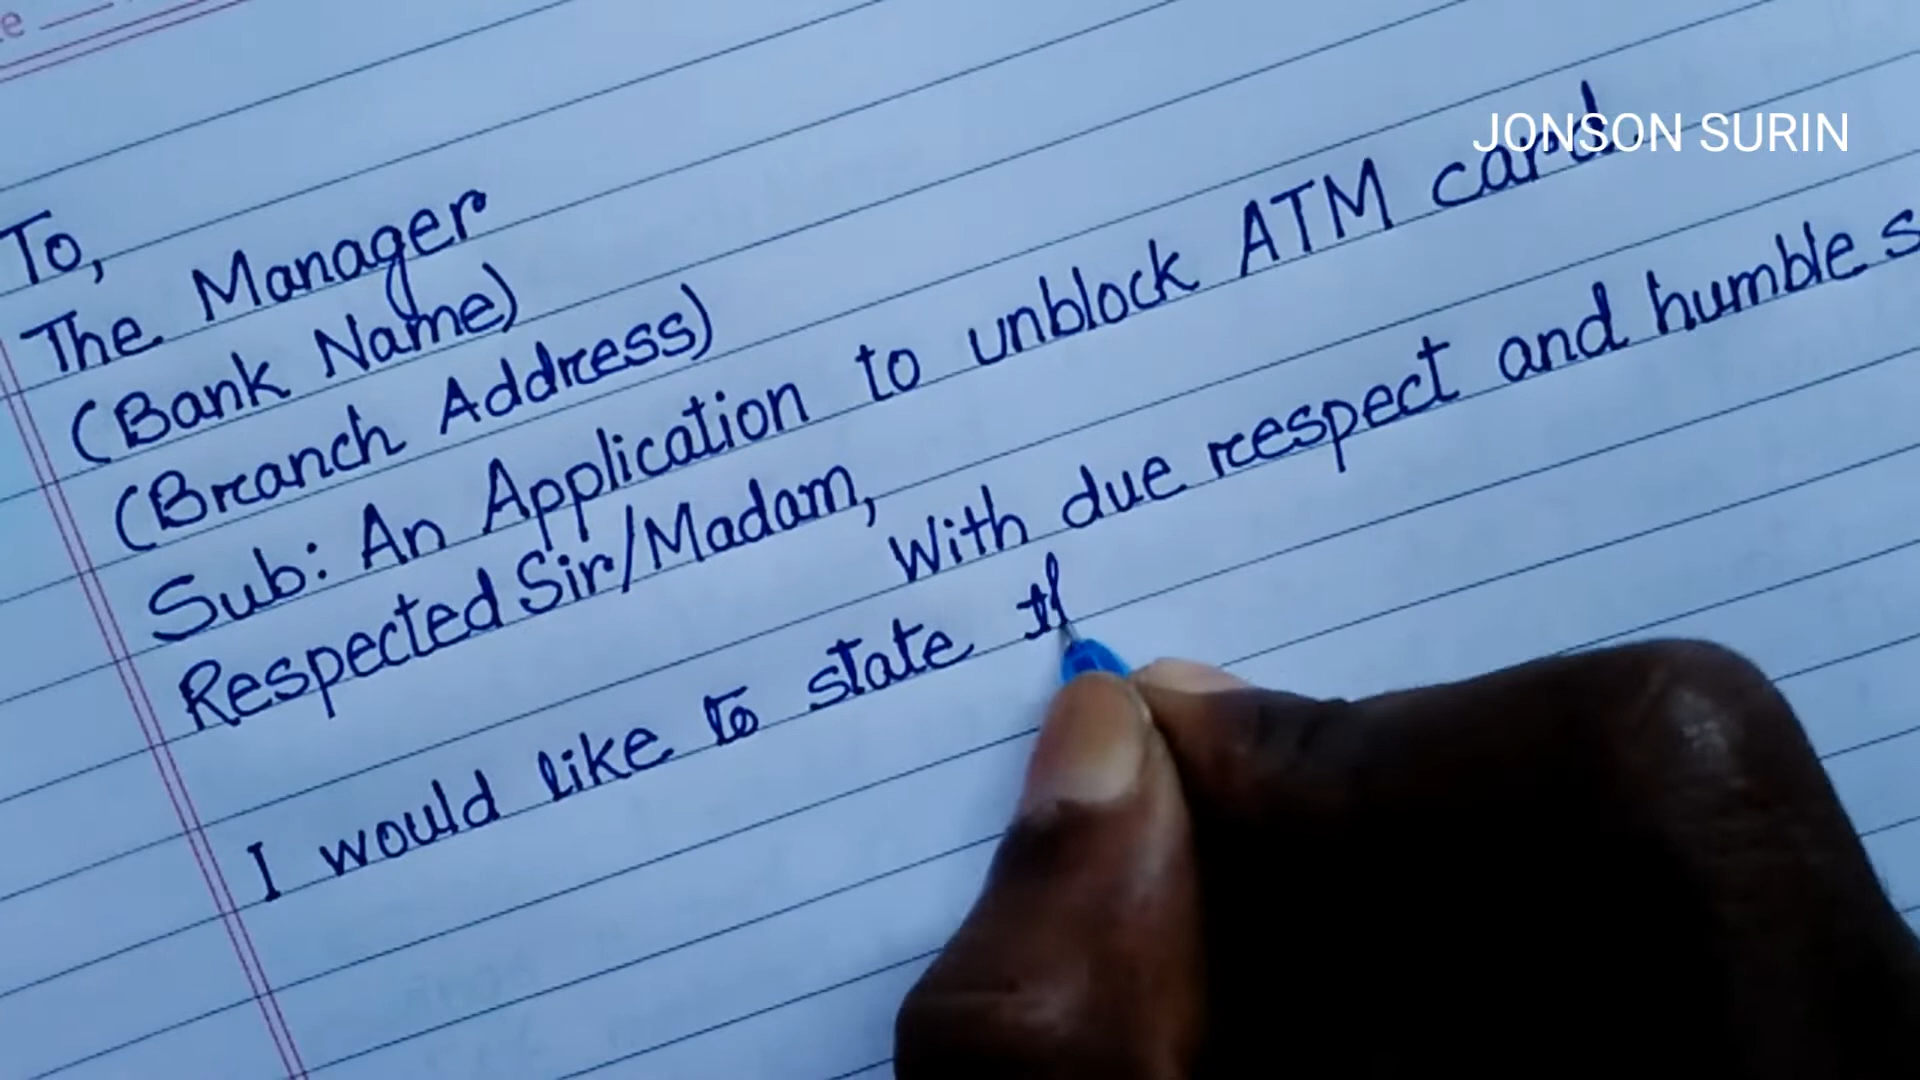 JONSON SURIN
To,
The Manager
(Bank Name)
(Branch Address)
Sub: An Application to unblock ATM card
Respected Sir/Madam,
With due respect and humble s
I would like to state th